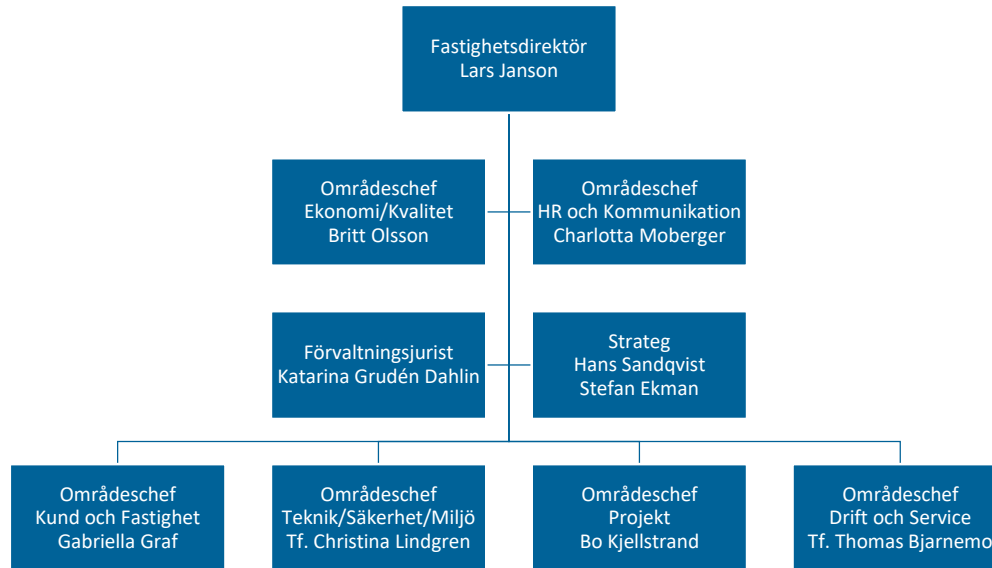 Fastighetsdirektör
Lars Janson
Områdeschef
Ekonomi/Kvalitet
Britt Olsson
Områdeschef
HR och Kommunikation
Charlotta Moberger
Förvaltningsjurist
Katarina Grudén Dahlin
Strateg
Hans Sandqvist
Stefan Ekman
Områdeschef
Kund och Fastighet
Gabriella Graf
Områdeschef
Teknik/Säkerhet/Miljö
Tf. Christina Lindgren
Områdeschef
Projekt
Bo Kjellstrand
Områdeschef
Drift och Service
Tf. Thomas Bjarnemo